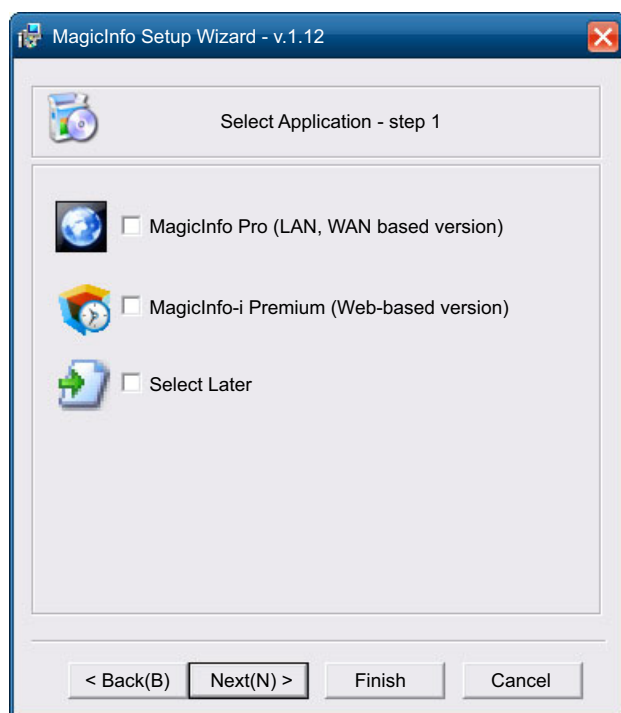 MagicInfo Setup Wizard - v.1.12
Select Application - step 1
MagicInfo Pro (LAN, WAN based version)
MagicInfo-i Premium (Web-based version)
Select Later
< Back(B) Next(N) > Finish Cancel